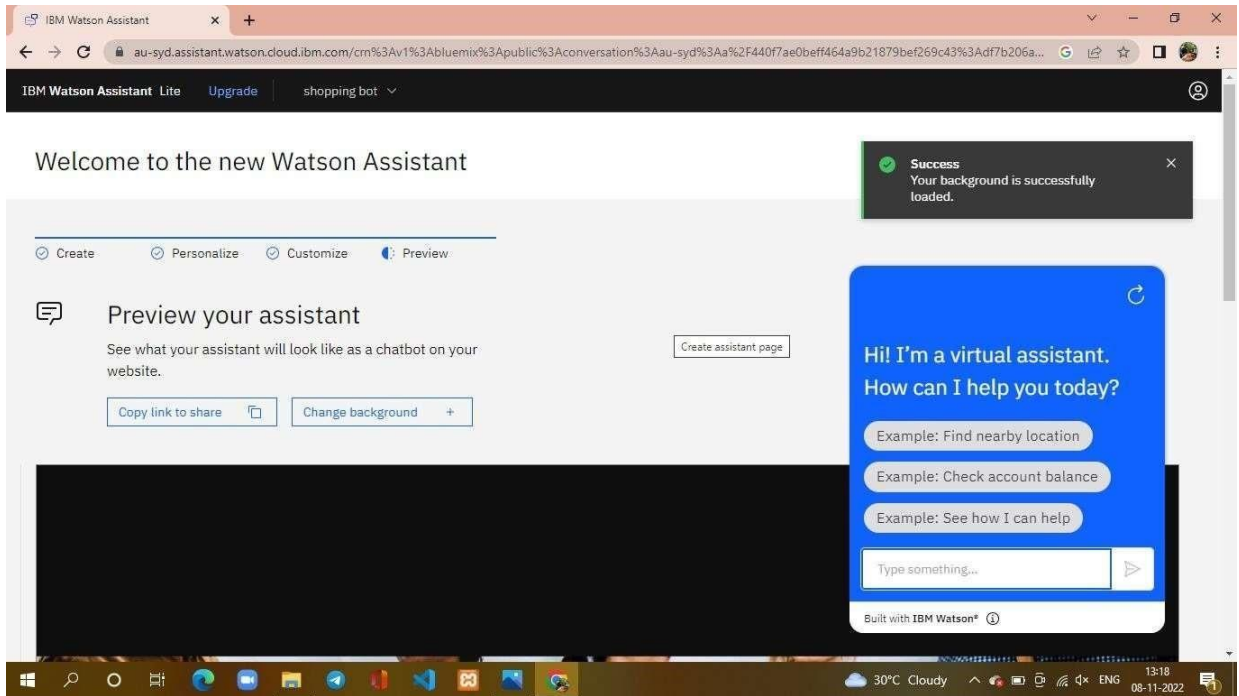 IBM Watson Assistant
au-syd.assistant.watson.cloud.ibm.com/crn%3Av1%3Abluemix%3Apublic%3Aconversation%3Aau-syd%3Aa%2F440f7ae0beff464a9b21879bef269c43%3Adf7b206a...
IBM Watson Assistant Lite Upgrade shopping bot
Welcome to the new Watson Assistant
Success
Your background is successfully
loaded.
Create Personalize Customize Preview
Preview your assistant
See what your assistant will look like as a chatbot on your
website.
Copy link to share Change background +
Create assistant page
Hi! I'm a virtual assistant.
How can I help you today?
Example: Find nearby location
Example: Check account balance
Example: See how I can help
Type something...
Built with IBM Watson®
30°C Cloudy ENG 13:18
08-11-2022